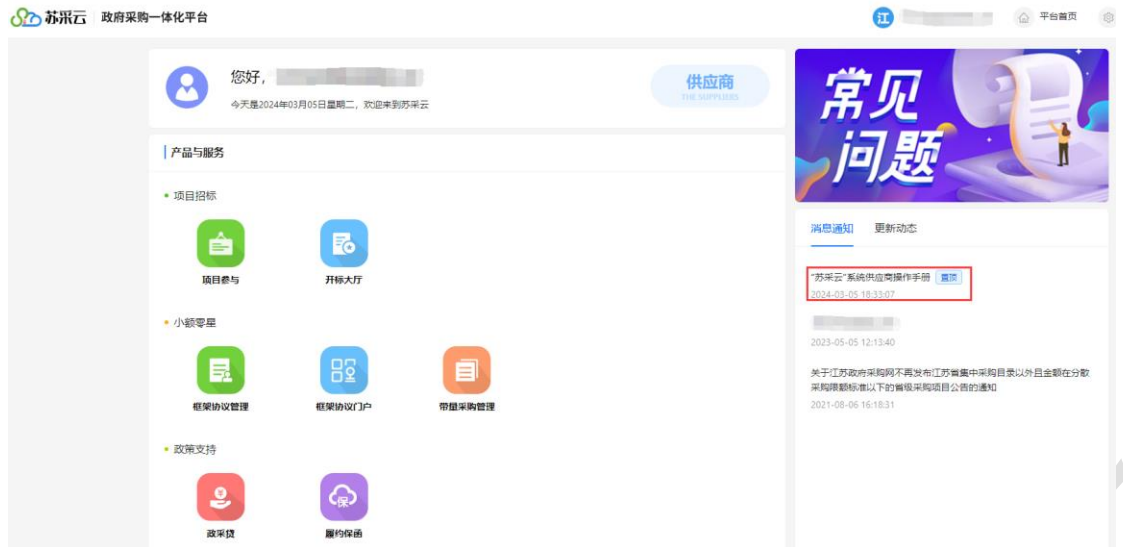 苏采云 政府采购一体化平台
江
平台首页
您好，
今天是2024年03月05日星期二，欢迎来到苏采云
供应商
THE SUPPLIERS
产品与服务
项目招标
项目参与 开标大厅
小额零星
框架协议管理 框架协议门户 带量采购管理
政策支持
保
政采贷 履约保函
常见
问题
消息通知 更新动态
“苏采云”系统供应商操作手册 置顶
2024-03-05 18:33:07
2023-05-05 12:13:40
关于江苏政府采购网不再发布江苏省集中采购目录以外且金额在分散
采购限额标准以下的省级采购项目公告的通知
2021-08-06 16:18:31